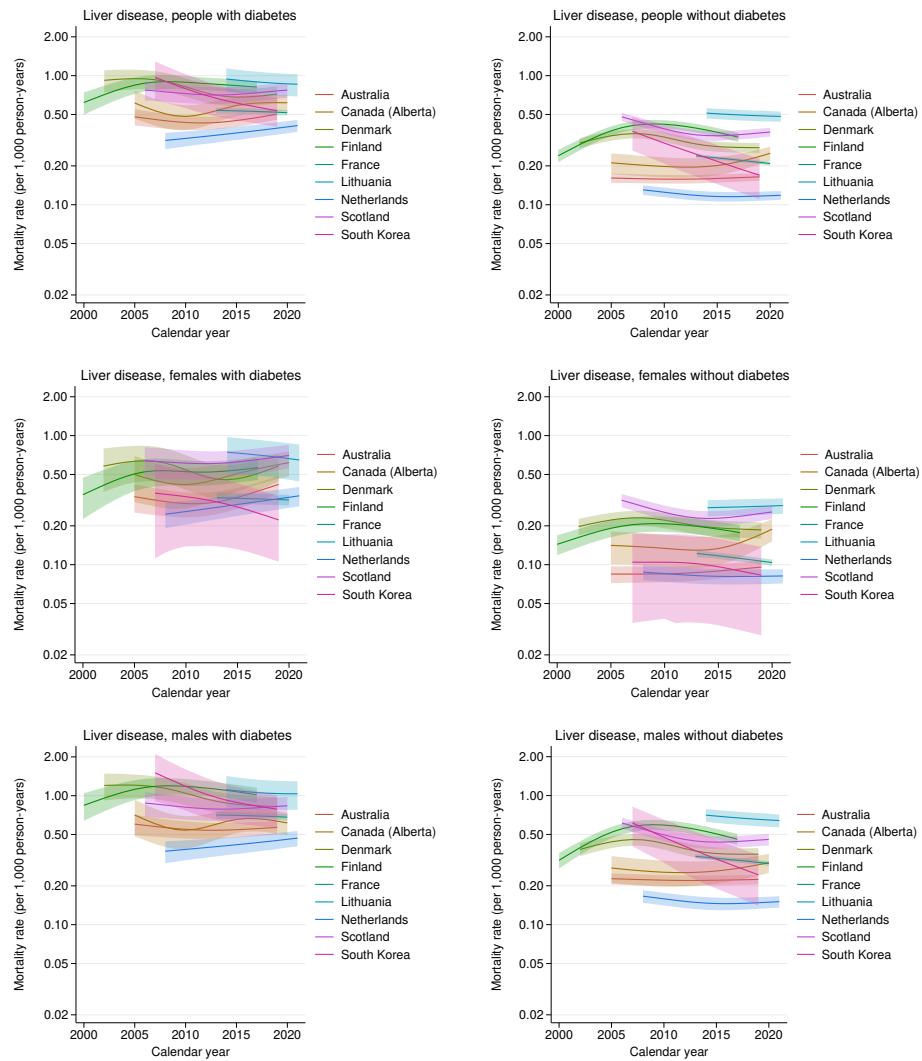 Liver disease, people with diabetes
Mortality rate (per 1,000 person-years)
2.00
1.00
0.50
0.20
0.10
0.05
0.02
2000 2005 2010 2015 2020
Calendar year
Australia
Canada (Alberta)
Denmark
Finland
France
Lithuania
Netherlands
Scotland
South Korea
Liver disease, people without diabetes
Mortality rate (per 1,000 person-years)
2.00
1.00
0.50
0.20
0.10
0.05
0.02
2000 2005 2010 2015 2020
Calendar year
Australia
Canada (Alberta)
Denmark
Finland
France
Lithuania
Netherlands
Scotland
South Korea
Liver disease, females with diabetes
Mortality rate (per 1,000 person-years)
2.00
1.00
0.50
0.20
0.10
0.05
0.02
2000 2005 2010 2015 2020
Calendar year
Australia
Canada (Alberta)
Denmark
Finland
France
Lithuania
Netherlands
Scotland
South Korea
Liver disease, females without diabetes
Mortality rate (per 1,000 person-years)
2.00
1.00
0.50
0.20
0.10
0.05
0.02
2000 2005 2010 2015 2020
Calendar year
Australia
Canada (Alberta)
Denmark
Finland
France
Lithuania
Netherlands
Scotland
South Korea
Liver disease, males with diabetes
Mortality rate (per 1,000 person-years)
2.00
1.00
0.50
0.20
0.10
0.05
0.02
2000 2005 2010 2015 2020
Calendar year
Australia
Canada (Alberta)
Denmark
Finland
France
Lithuania
Netherlands
Scotland
South Korea
Liver disease, males without diabetes
Mortality rate (per 1,000 person-years)
2.00
1.00
0.50
0.20
0.10
0.05
0.02
2000 2005 2010 2015 2020
Calendar year
Australia
Canada (Alberta)
Denmark
Finland
France
Lithuania
Netherlands
Scotland
South Korea